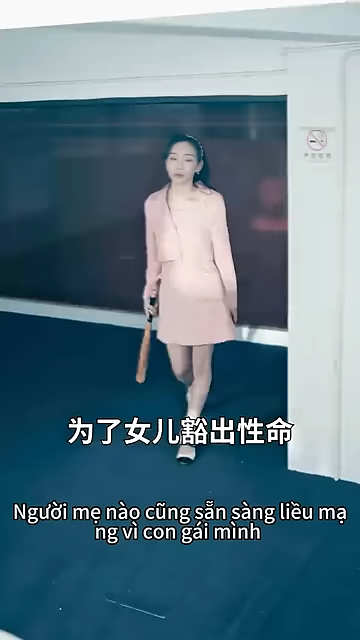 为了女儿豁出性命
Người mẹ nào cũng sẵn sàng liều mạ
ng vì con gái mình